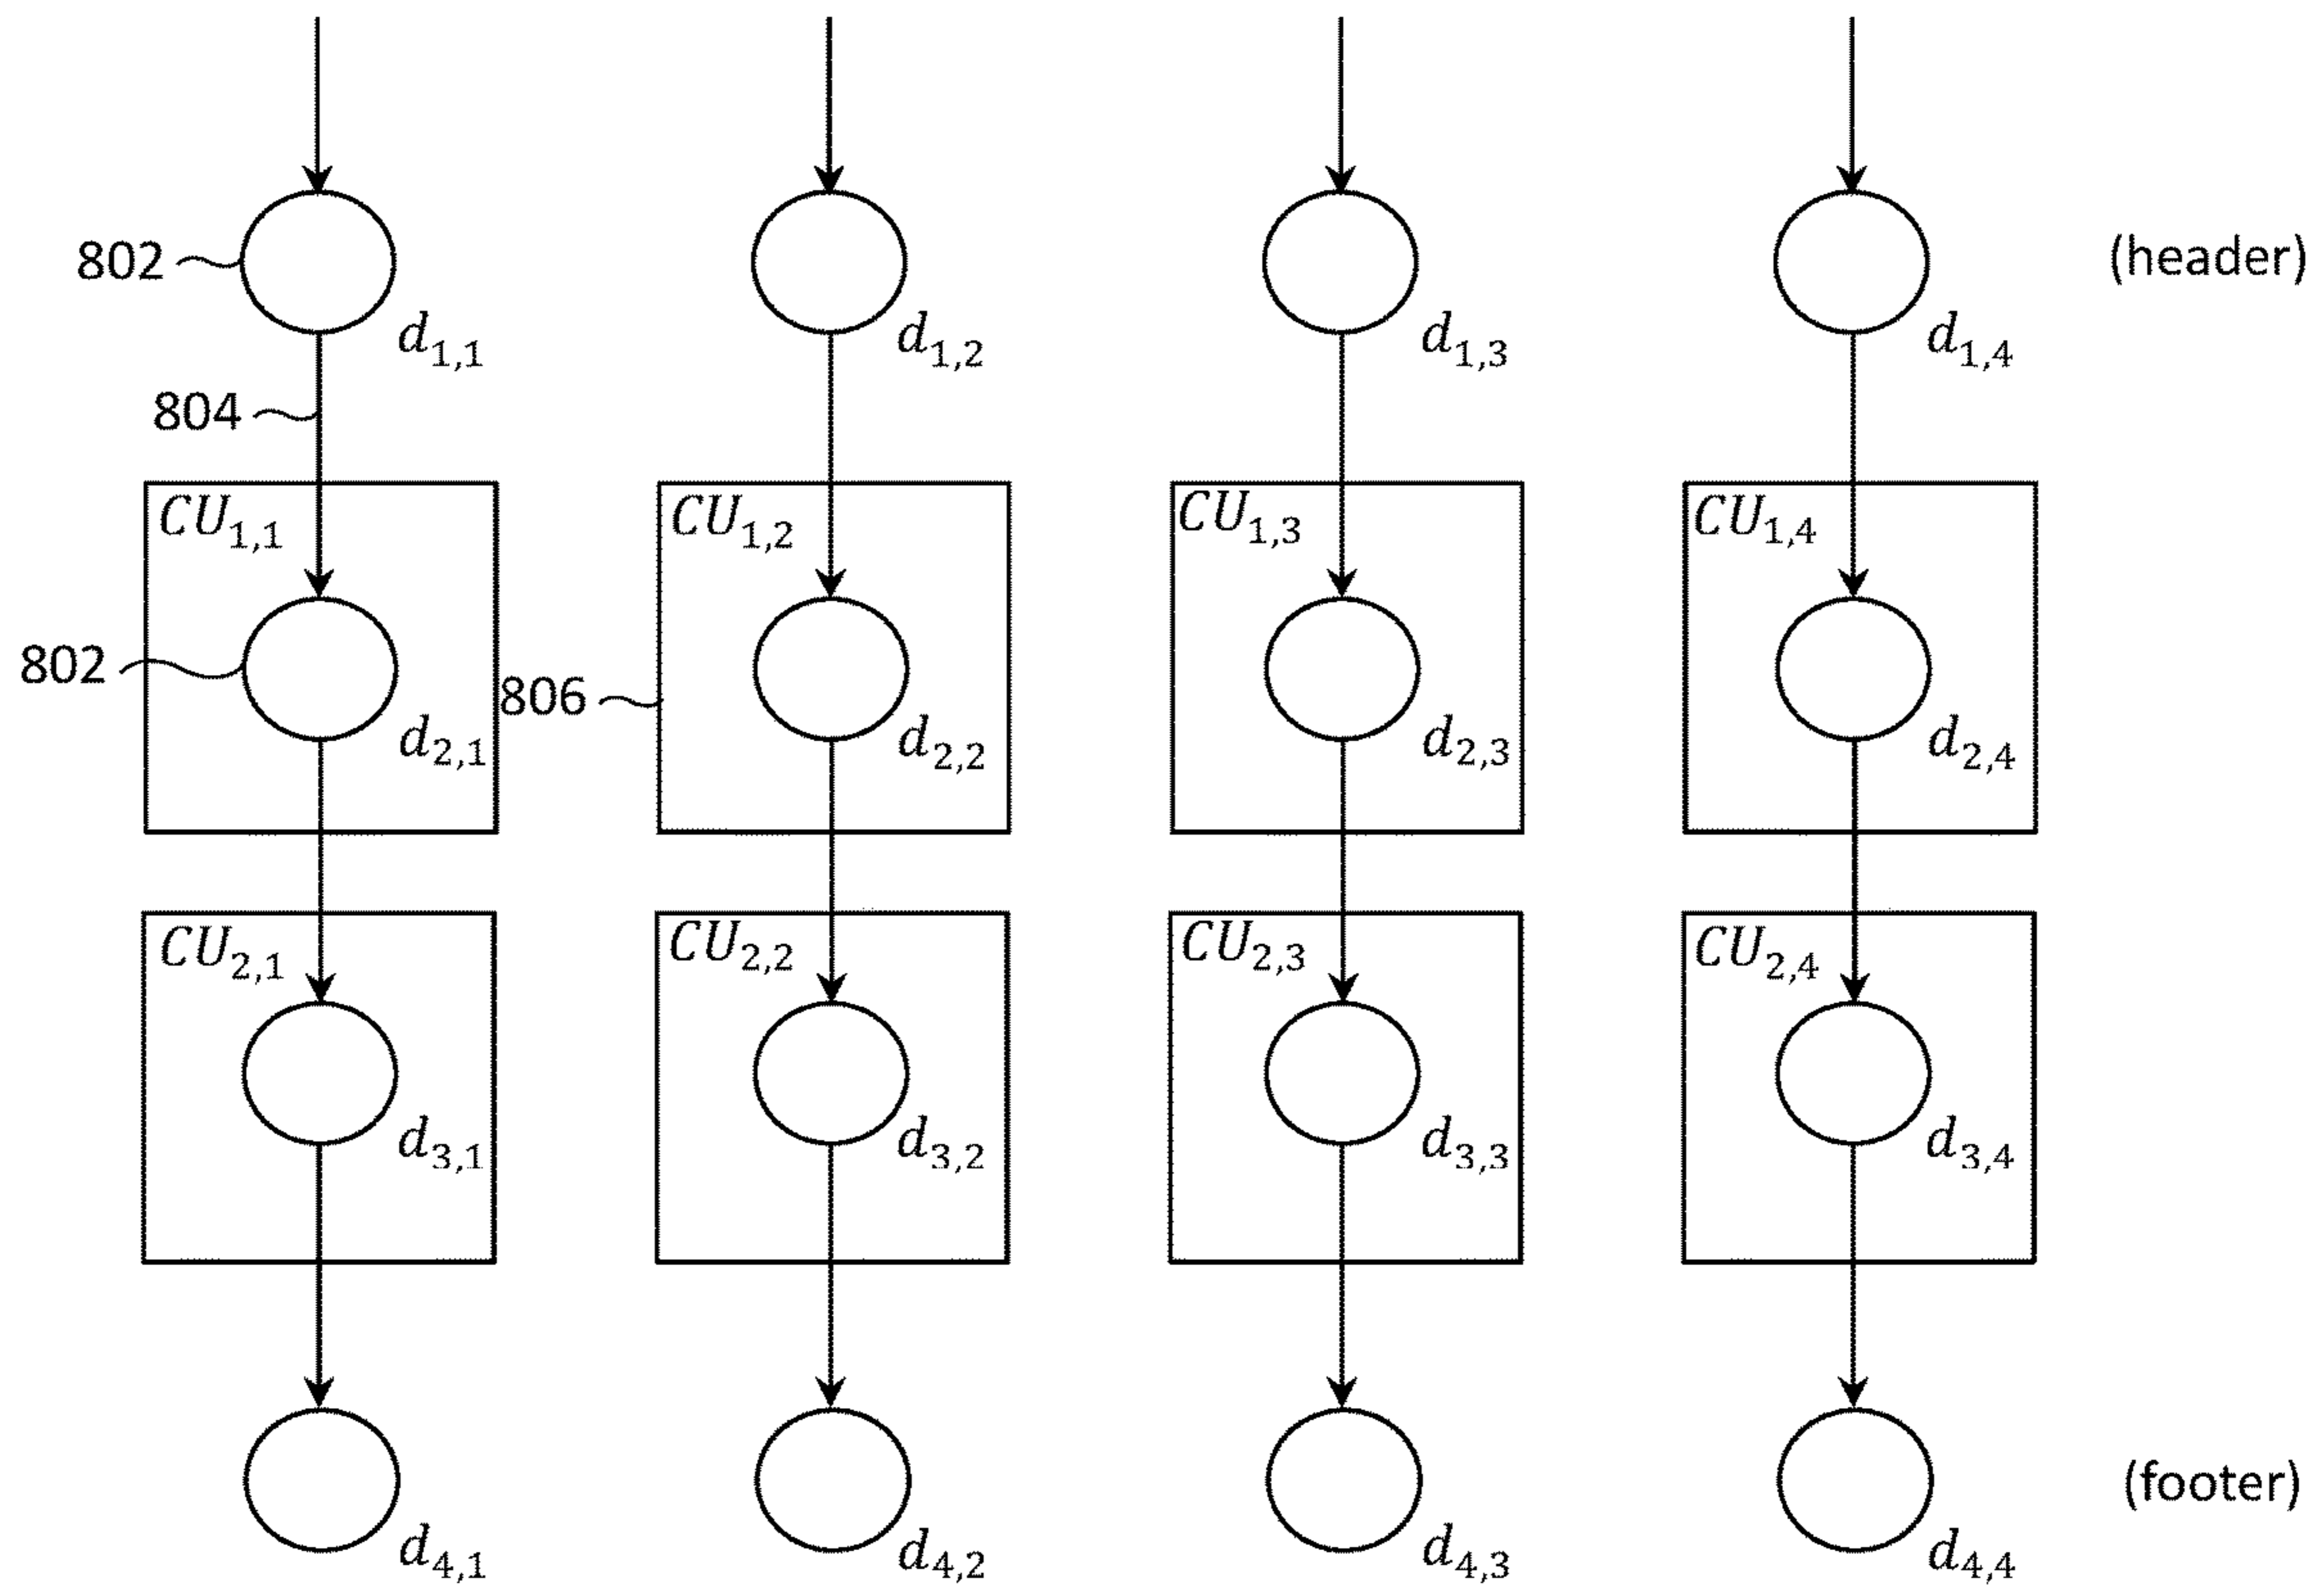 802 (header)
d1,1 d1,2 d1,3 d1,4
804
CU1,1 CU1,2 CU1,3 CU1,4
802 806
d2,1 d2,2 d2,3 d2,4
CU2,1 CU2,2 CU2,3 CU2,4
d3,1 d3,2 d3,3 d3,4
(footer)
d4,1 d4,2 d4,3 d4,4